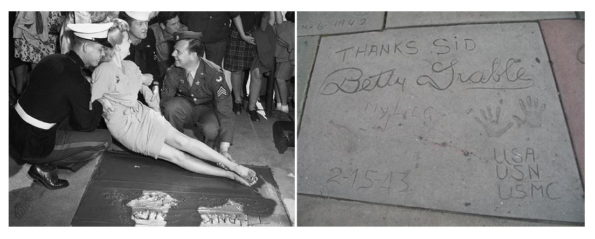 THANKS SID
Betty Grable
2-15-43
USA
USN
USMC